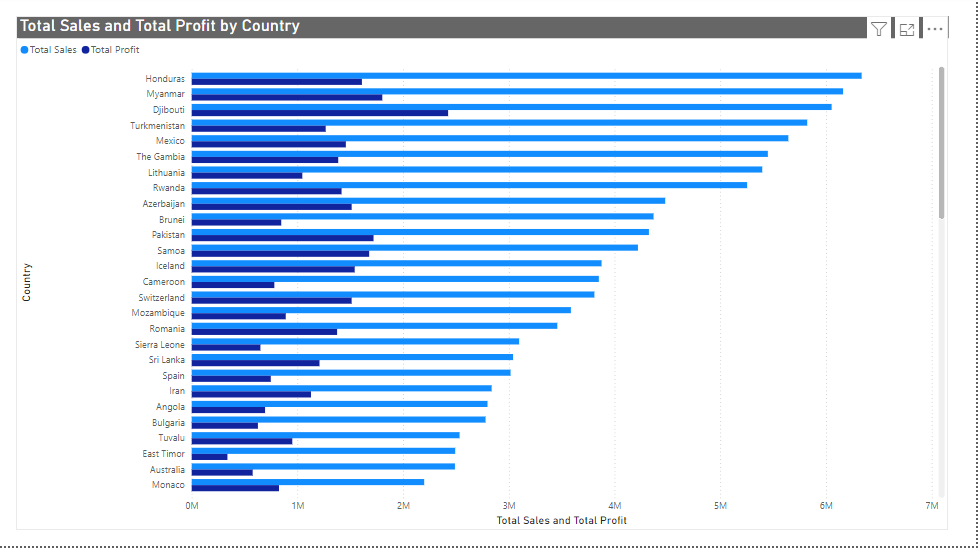 Total Sales and Total Profit by Country
Total Sales Total Profit
Honduras
Myanmar
Djibouti
Turkmenistan
Mexico
The Gambia
Lithuania
Rwanda
Azerbaijan
Brunei
Pakistan
Samoa
Iceland
Cameroon
Switzerland
Mozambique
Romania
Sierra Leone
Sri Lanka
Spain
Iran
Angola
Bulgaria
Tuvalu
East Timor
Australia
Monaco
Country
0M 1M 2M 3M 4M 5M 6M 7M
Total Sales and Total Profit